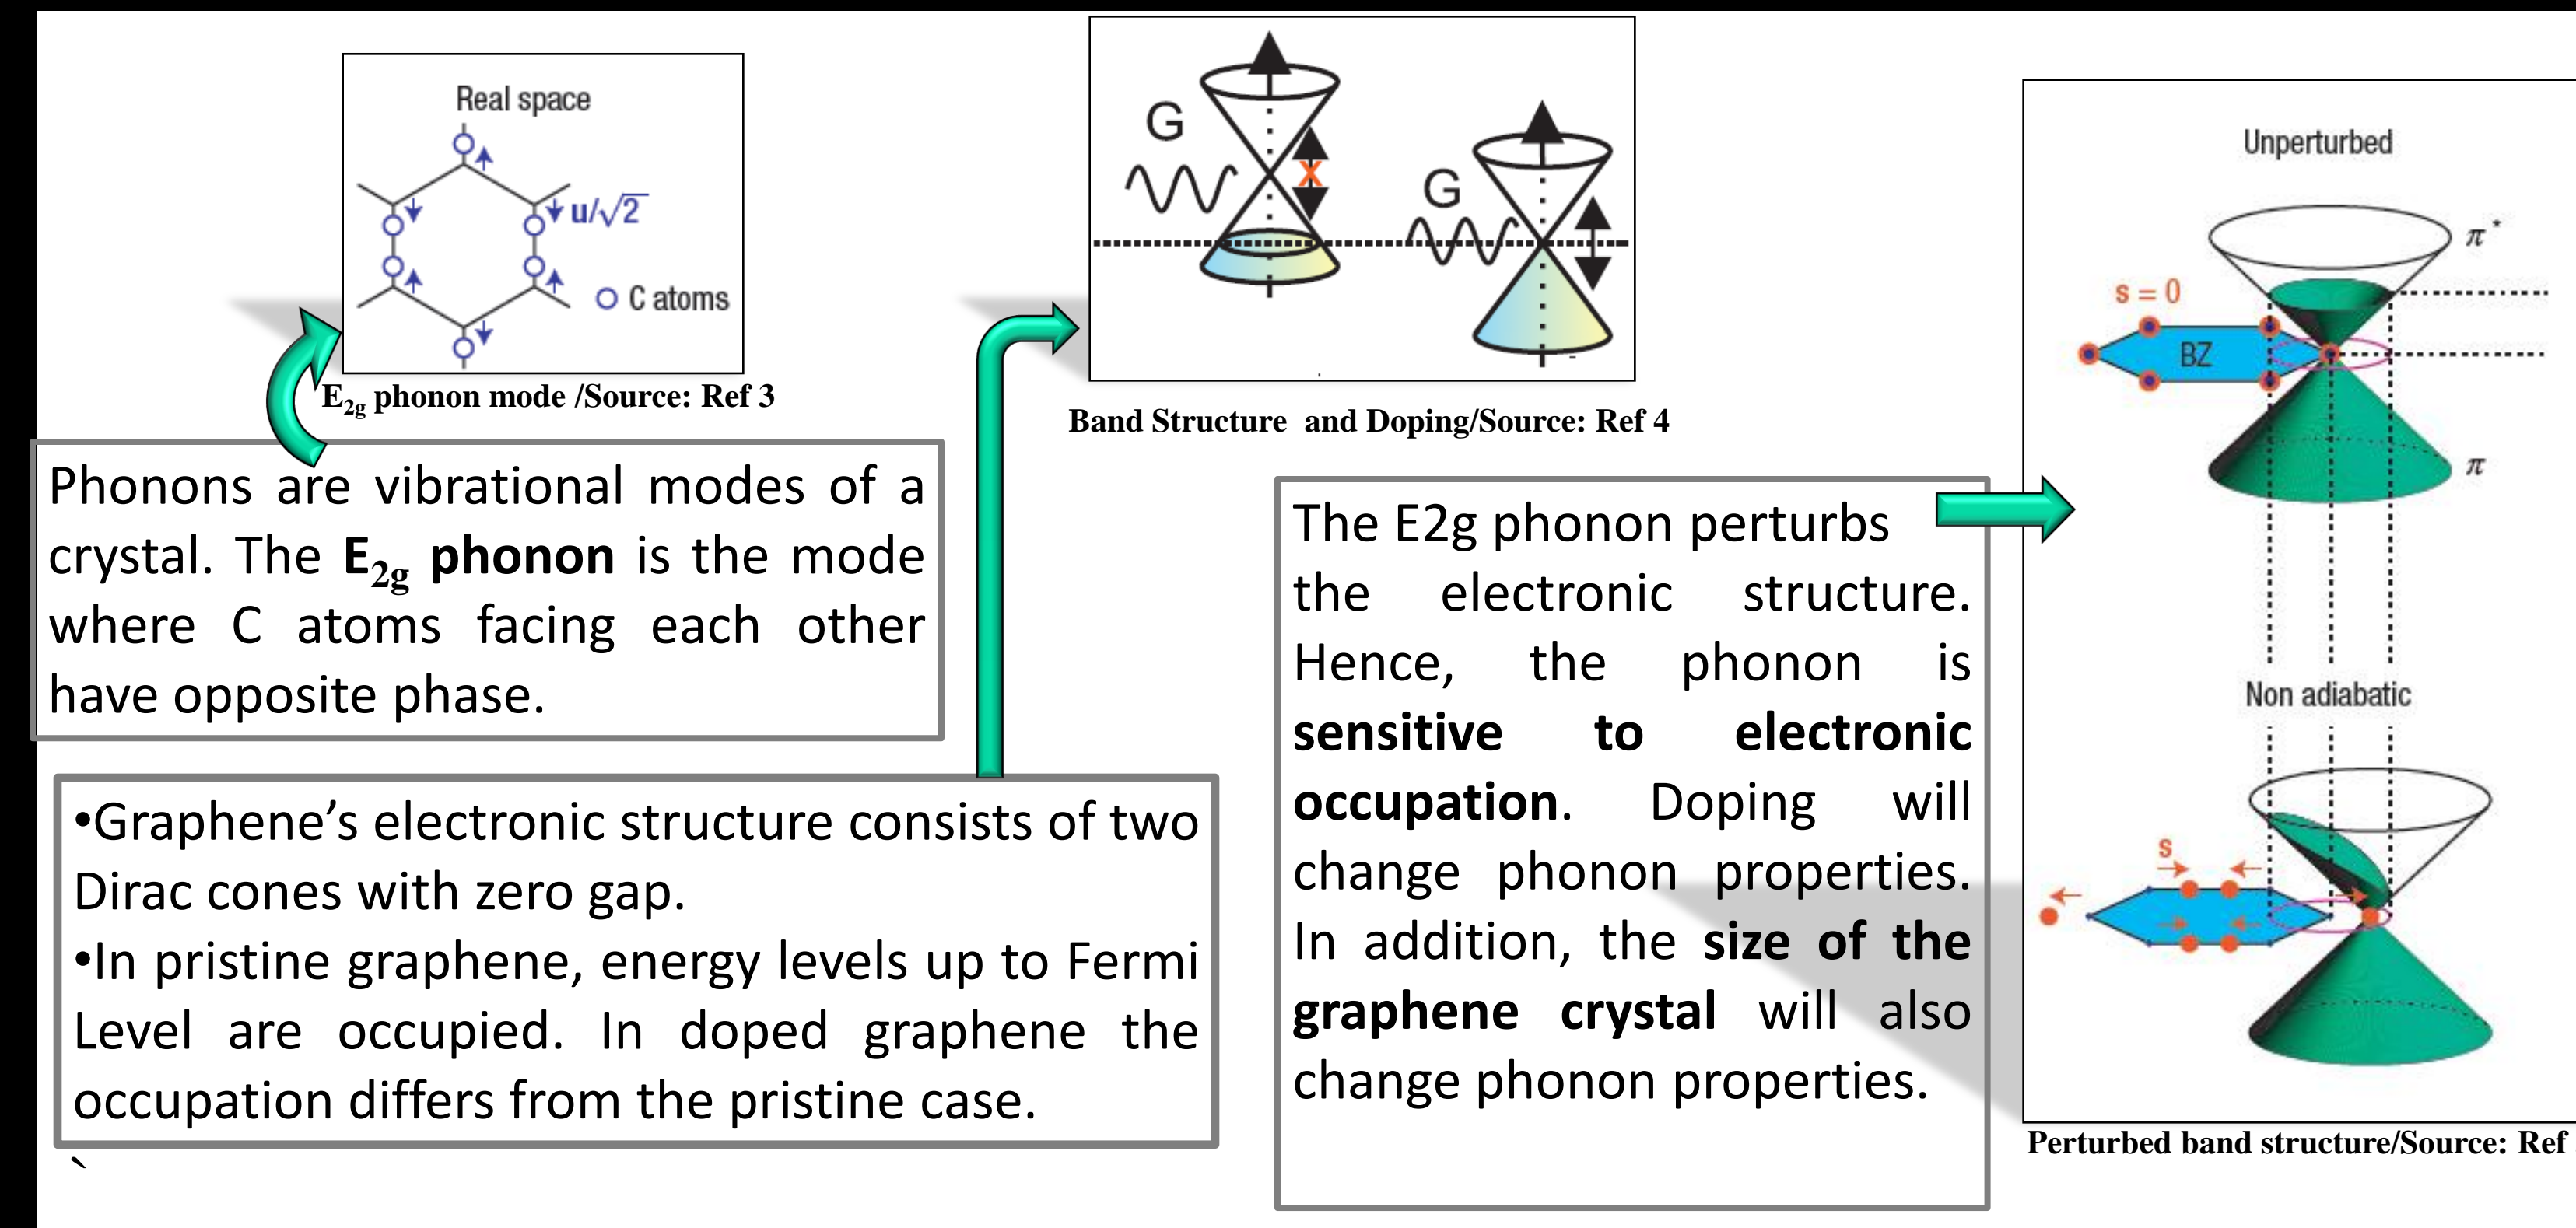 Real space
u/√2
C atoms
E2g phonon mode /Source: Ref 3
Phonons are vibrational modes of a
crystal. The E2g phonon is the mode
where C atoms facing each other
have opposite phase.
G
X
G
Band Structure and Doping/Source: Ref 4
•Graphene’s electronic structure consists of two
Dirac cones with zero gap.
•In pristine graphene, energy levels up to Fermi
Level are occupied. In doped graphene the
occupation differs from the pristine case.
`
The E2g phonon perturbs
the electronic structure.
Hence, the phonon is
sensitive to electronic
occupation. Doping will
change phonon properties.
In addition, the size of the
graphene crystal will also
change phonon properties.
Unperturbed
π*
s = 0
BZ
π
Non adiabatic
s
Perturbed band structure/Source: Ref